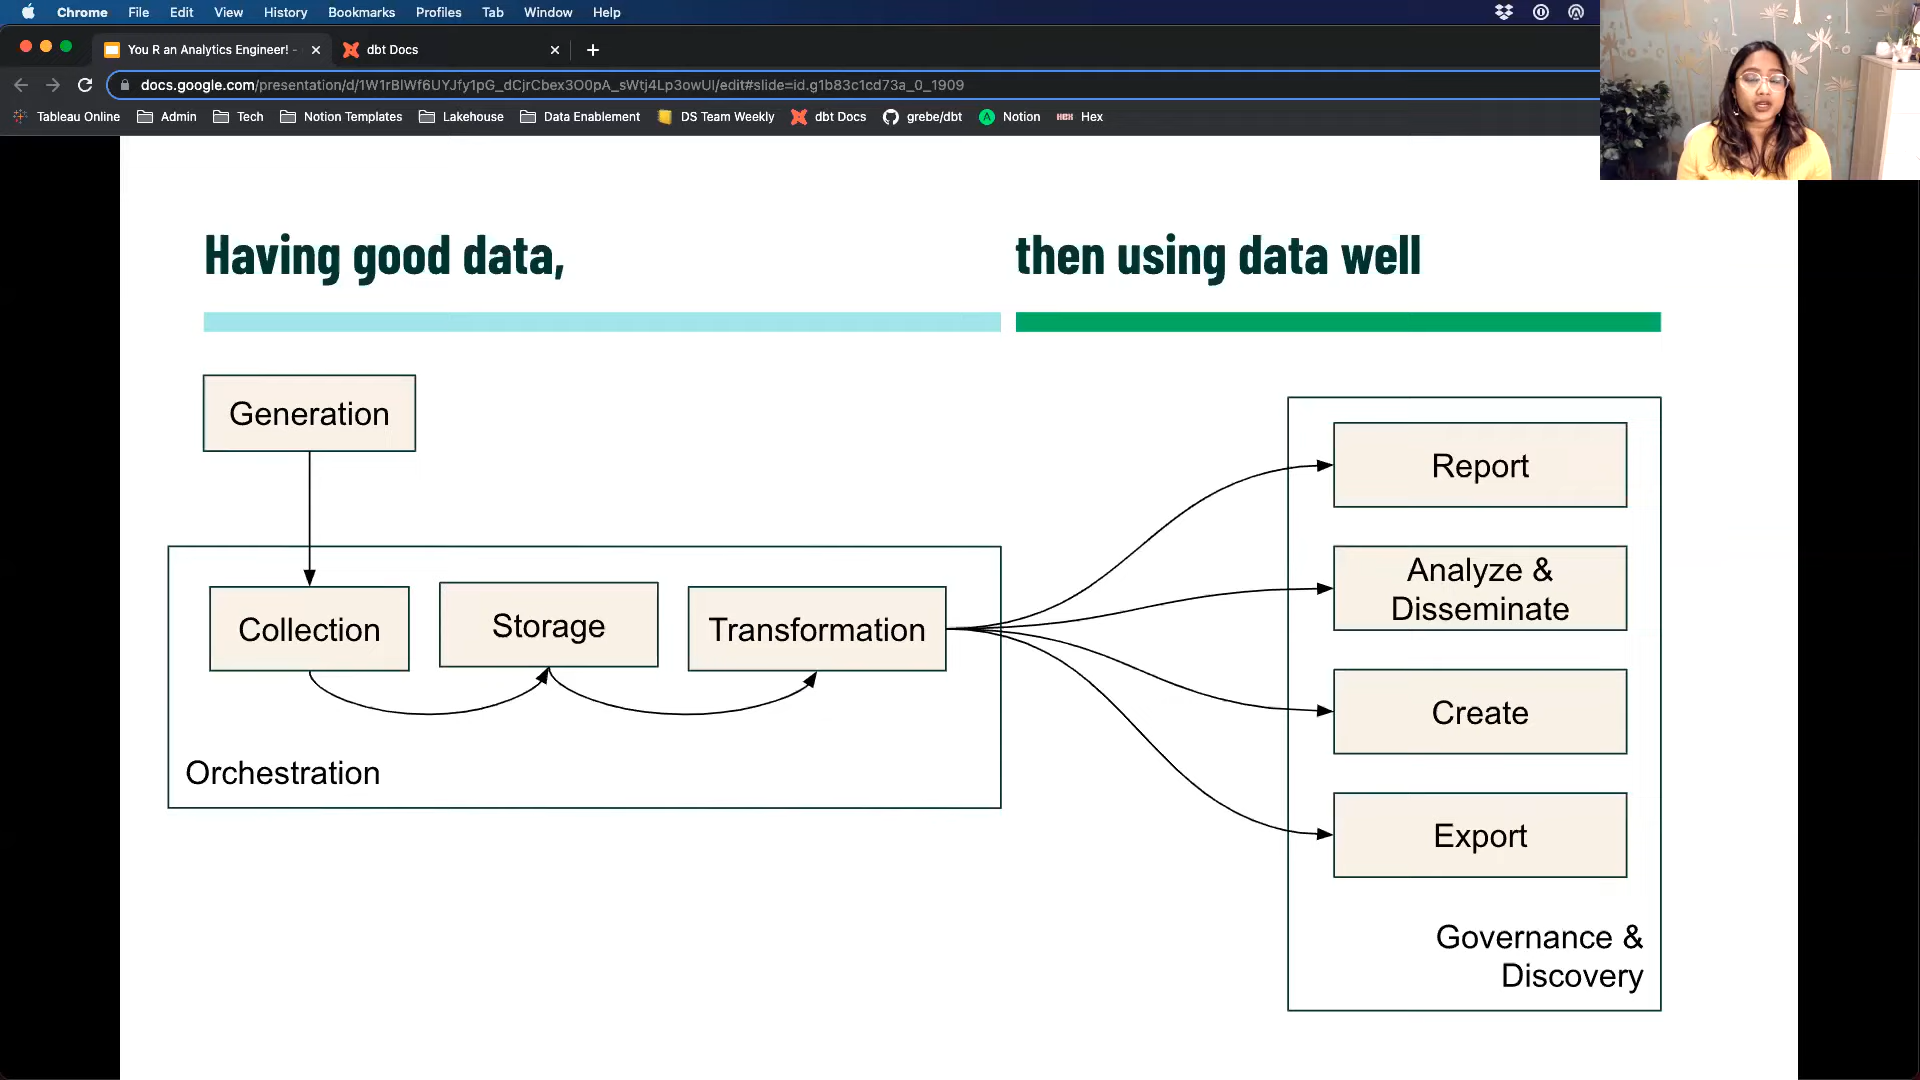 Chrome File Edit View History Bookmarks Profiles Tab Window Help
You R an Analytics Engineer! -
dbt Docs
docs.google.com/presentation/d/1W1rBIWf6UYJfy1pG_dCjrCbex3O0pA_sWtj4Lp3owUI/edit#slide=id.g1b83c1cd73a_0_1909
Tableau Online Admin Tech Notion Templates Lakehouse Data Enablement DS Team Weekly dbt Docs grebe/dbt A Notion HEX Hex
Having good data,
then using data well
Generation
Collection
Storage
Transformation
Orchestration
Report
Analyze &
Disseminate
Create
Export
Governance &
Discovery